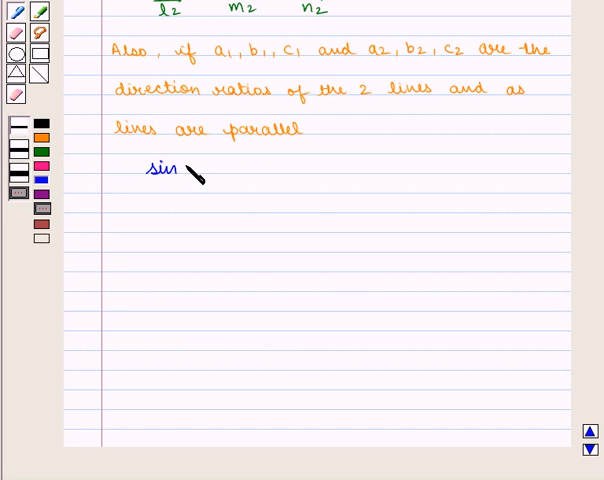 l2 m2 n2
Also, if a1, b1, c1 and a2, b2, c2 are the
direction ratios of the 2 lines and as
lines are parallel
sin